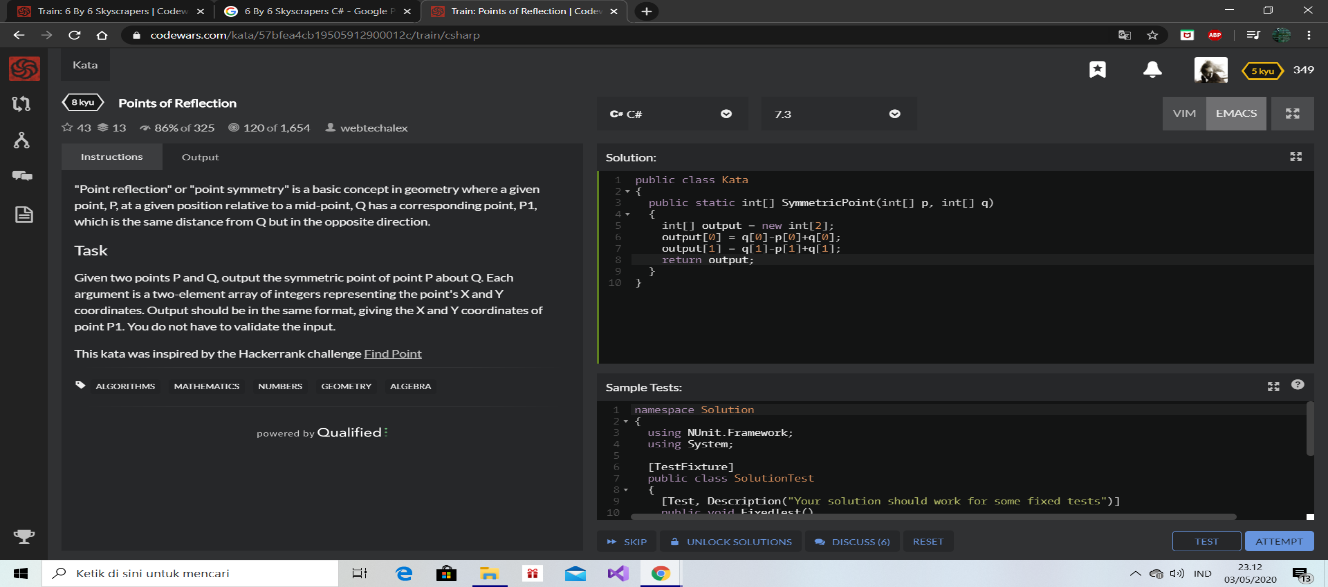 Train: 6 By 6 Skyscrapers | Codew
6 By 6 Skyscrapers C# - Google P
Train: Points of Reflection | Codew
codewars.com/kata/57bfea4cb19505912900012c/train/csharp
ABP
Kata
5 kyu
349
8 kyu
Points of Reflection
43
13
86% of 325
120 of 1,654
webtechalex
C#
7.3
VIM
EMACS
Instructions
Output
"Point reflection" or "point symmetry" is a basic concept in geometry where a given
point, P, at a given position relative to a mid-point, Q has a corresponding point, P1,
which is the same distance from Q but in the opposite direction.
Task
Given two points P and Q, output the symmetric point of point P about Q. Each
argument is a two-element array of integers representing the point's X and Y
coordinates. Output should be in the same format, giving the X and Y coordinates of
point P1. You do not have to validate the input.
This kata was inspired by the Hackerrank challenge Find Point
ALGORITHMS
MATHEMATICS
NUMBERS
GEOMETRY
ALGEBRA
powered by Qualified
Solution:
1 public class Kata
2 {
3 public static int[] SymmetricPoint(int[] p, int[] q)
4 {
5 int[] output = new int[2];
6 output[0] = q[0]-p[0]+q[0];
7 output[1] = q[1]-p[1]+q[1];
8 return output;
9 }
10 }
Sample Tests:
1 namespace Solution
2 {
3 using NUnit.Framework;
4 using System;
5
6 [TestFixture]
7 public class SolutionTest
8 {
9 [Test, Description("Your solution should work for some fixed tests")]
10 public void FixedTest()
SKIP
UNLOCK SOLUTIONS
DISCUSS (6)
RESET
TEST
ATTEMPT
Ketik di sini untuk mencari
IND
23.12
03/05/2020
13